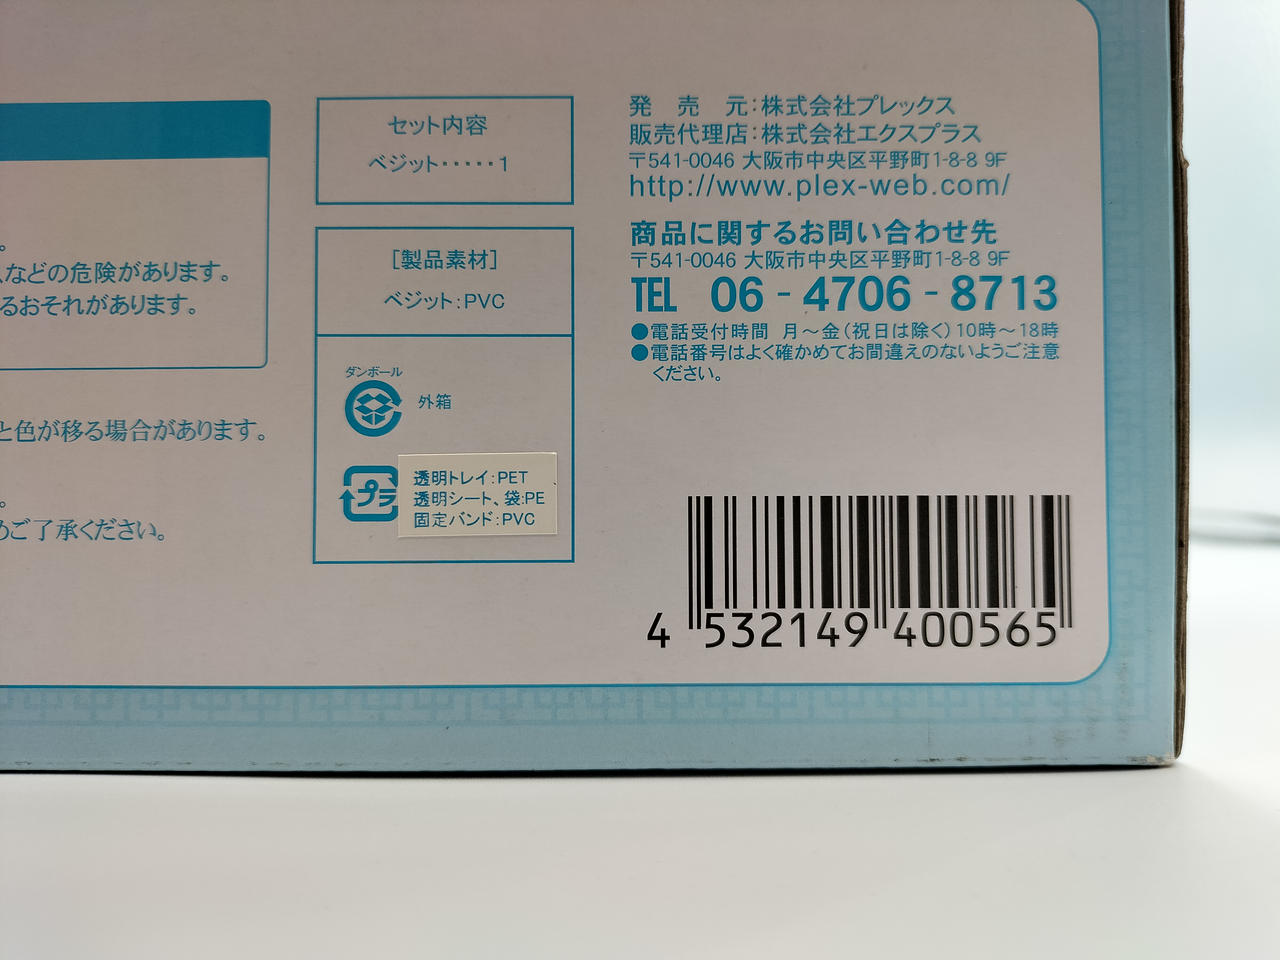 。
、などの危険があります。
るおそれがあります。
と色が移る場合があります。
。
めご了承ください。
セット内容
ベジット・・・・・1
［製品素材］
ベジット：PVC
ダンボール
外箱
プラ
透明トレイ：PET
透明シート、袋：PE
固定バンド：PVC
発　売　元：株式会社プレックス
販売代理店：株式会社エクスプラス
〒541-0046 大阪市中央区平野町1-8-8 9F
http://www.plex-web.com/
商品に関するお問い合わせ先
〒541-0046 大阪市中央区平野町1-8-8 9F
TEL 06-4706-8713
●電話受付時間　月～金（祝日は除く）10時～18時
●電話番号はよく確かめてお間違えのないようご注意
ください。
4 532149 400565